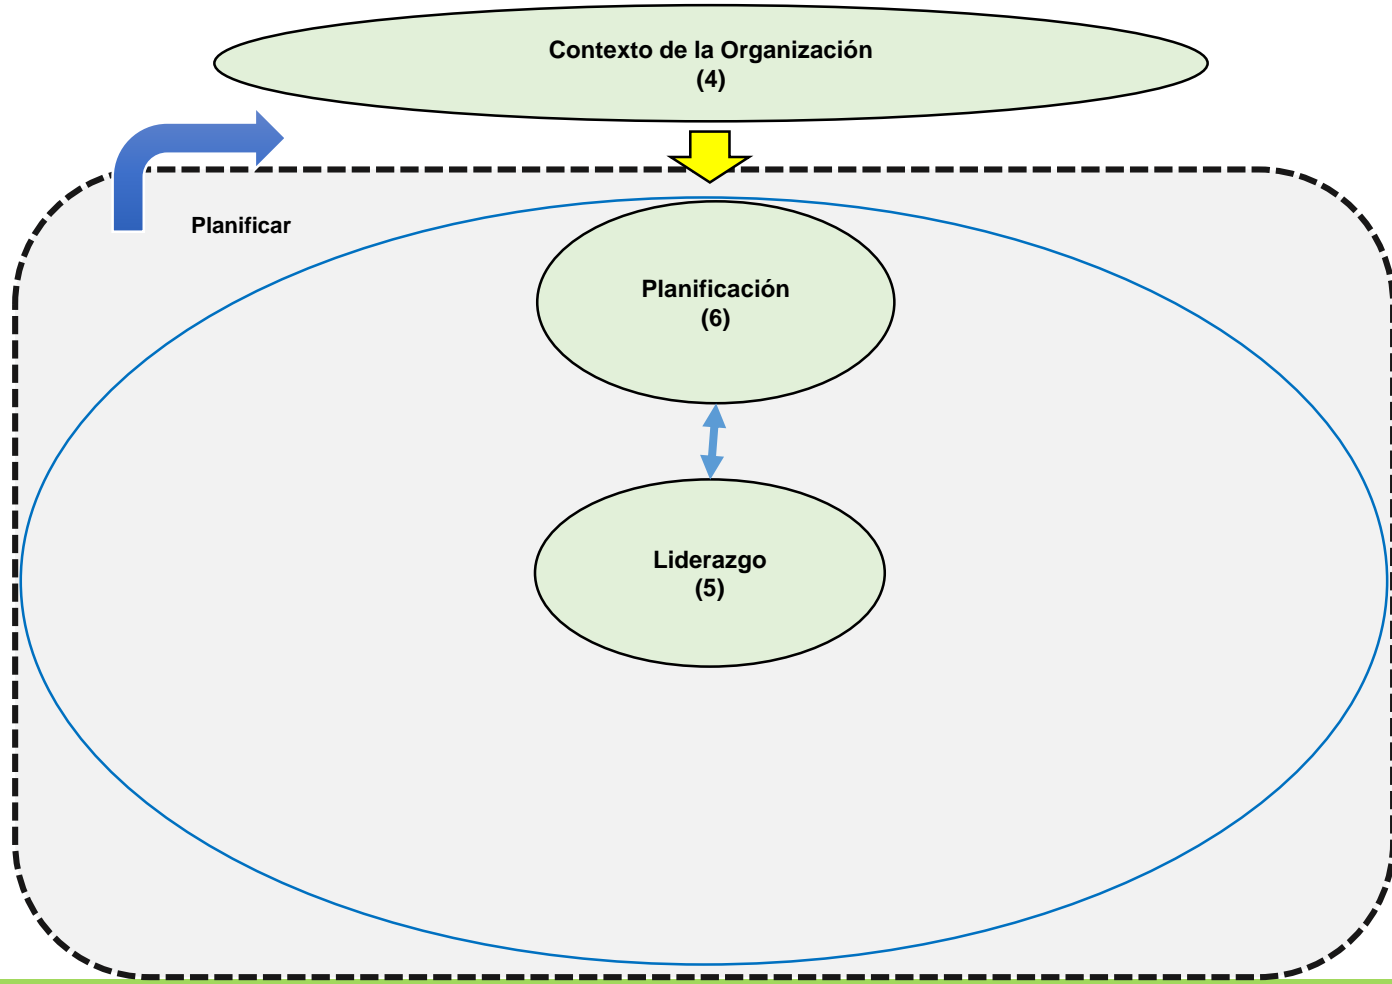 Contexto de la Organización
(4)
Planificar
Planificación
(6)
Liderazgo
(5)